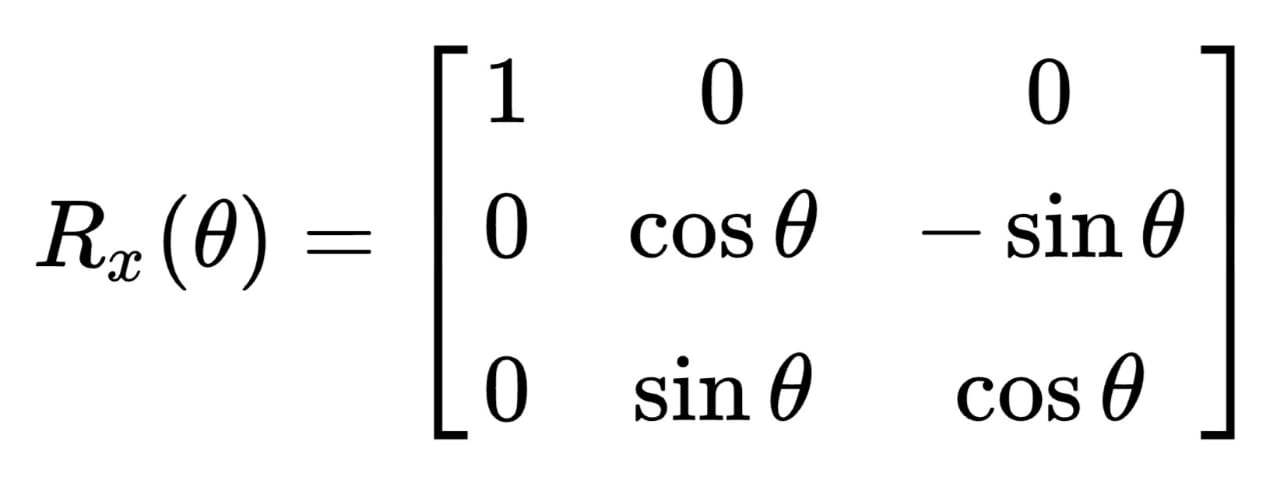 1 0 0
R_x(θ) = 0 cos θ − sin θ
0 sin θ cos θ